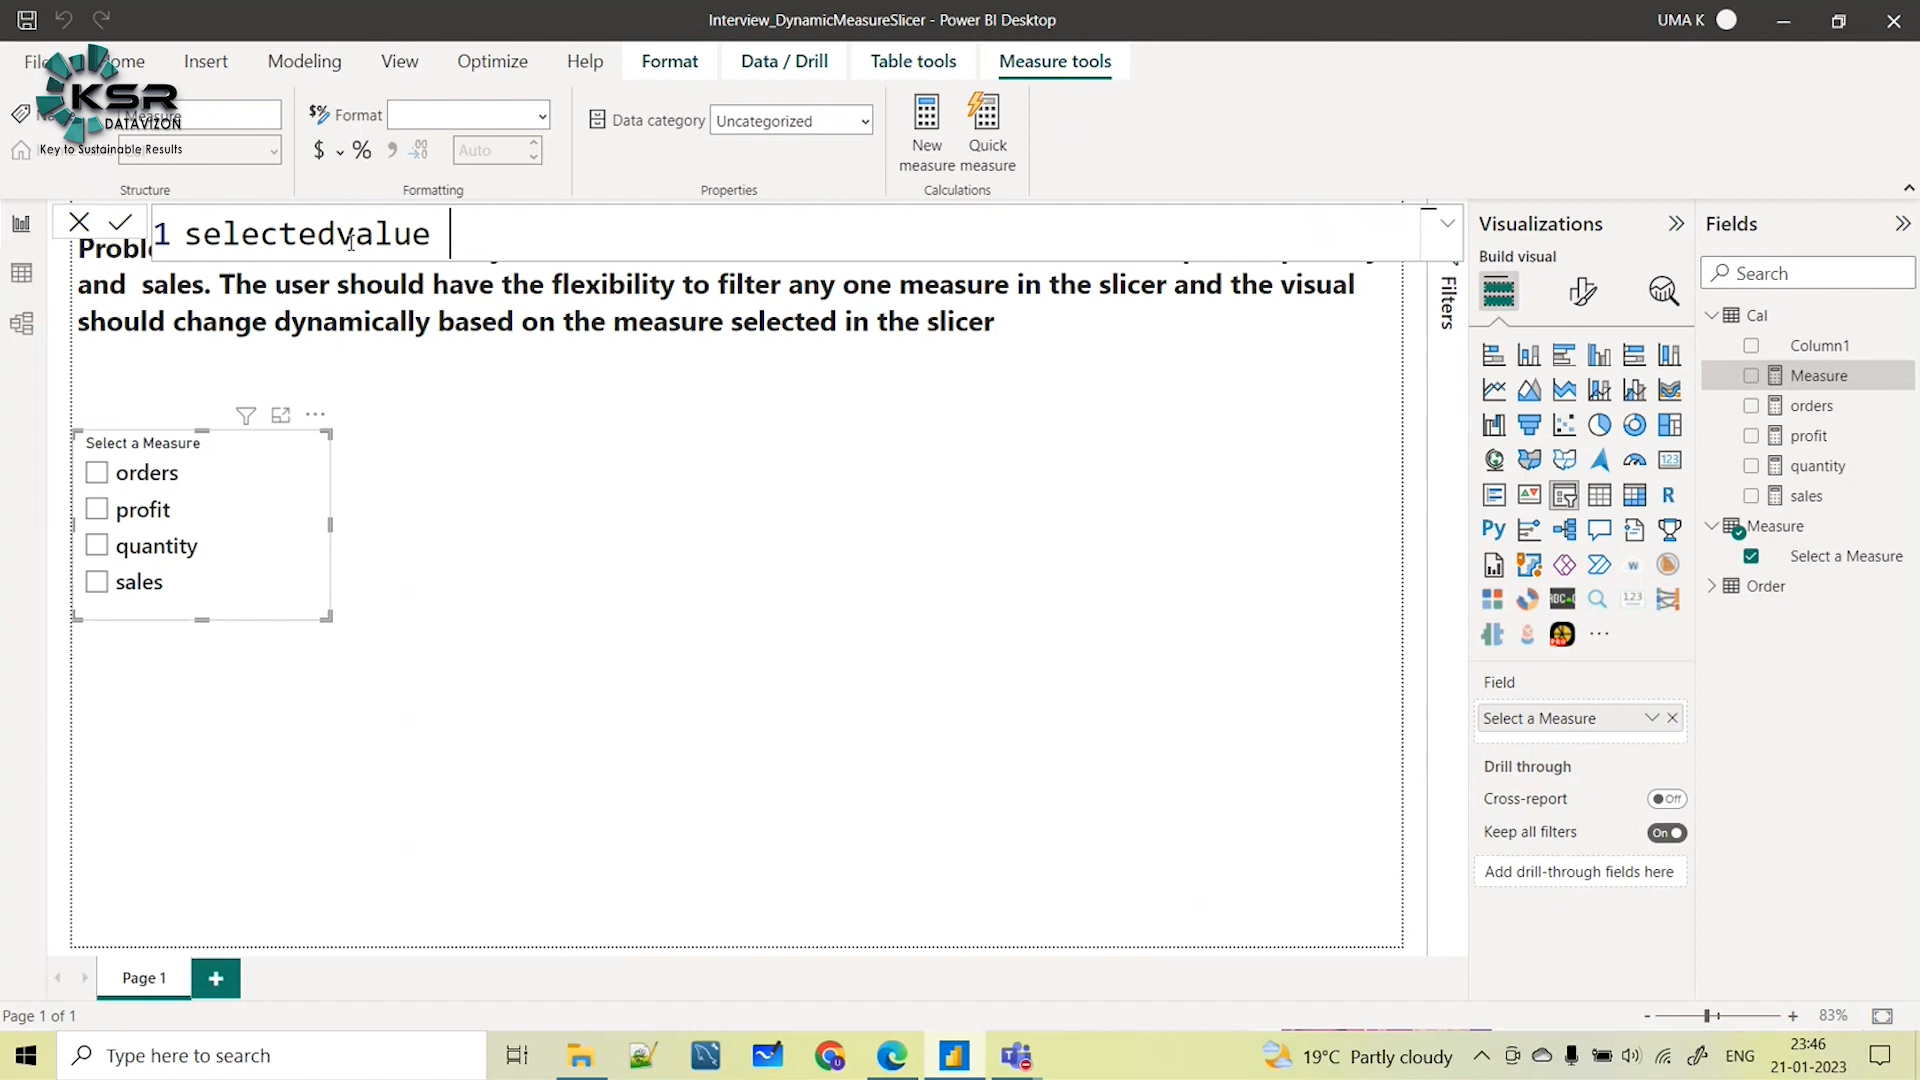 Interview_DynamicMeasureSlicer - Power BI Desktop
UMA K
Insert
Modeling
View
Optimize
Help
Format
Data / Drill
Table tools
Measure tools
KSR
DATAVIZON
Key to Sustainable Results
Structure
Format
$ % Auto
Formatting
Data category Uncategorized
Properties
New measure
Quick measure
Calculations
1 selectedvalue
and sales. The user should have the flexibility to filter any one measure in the slicer and the visual
should change dynamically based on the measure selected in the slicer
Select a Measure
orders
profit
quantity
sales
Filters
Visualizations
Build visual
123
R
Py
Field
Select a Measure
Drill through
Cross-report Off
Keep all filters On
Add drill-through fields here
Fields
Search
Cal
Column1
Measure
orders
profit
quantity
sales
Measure
Select a Measure
Order
Page 1
Page 1 of 1
83%
Type here to search
19°C Partly cloudy
ENG
23:46
21-01-2023